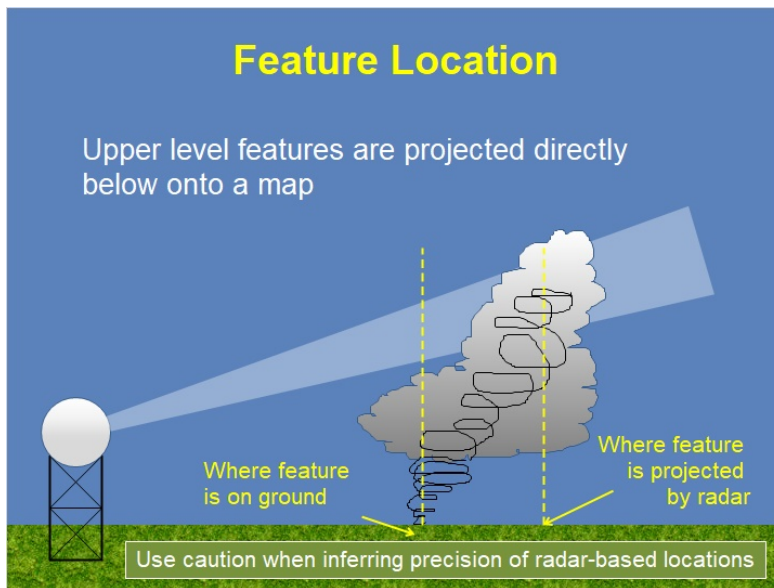 Feature Location
Upper level features are projected directly
below onto a map
Where feature
is on ground
Where feature
is projected
by radar
Use caution when inferring precision of radar-based locations